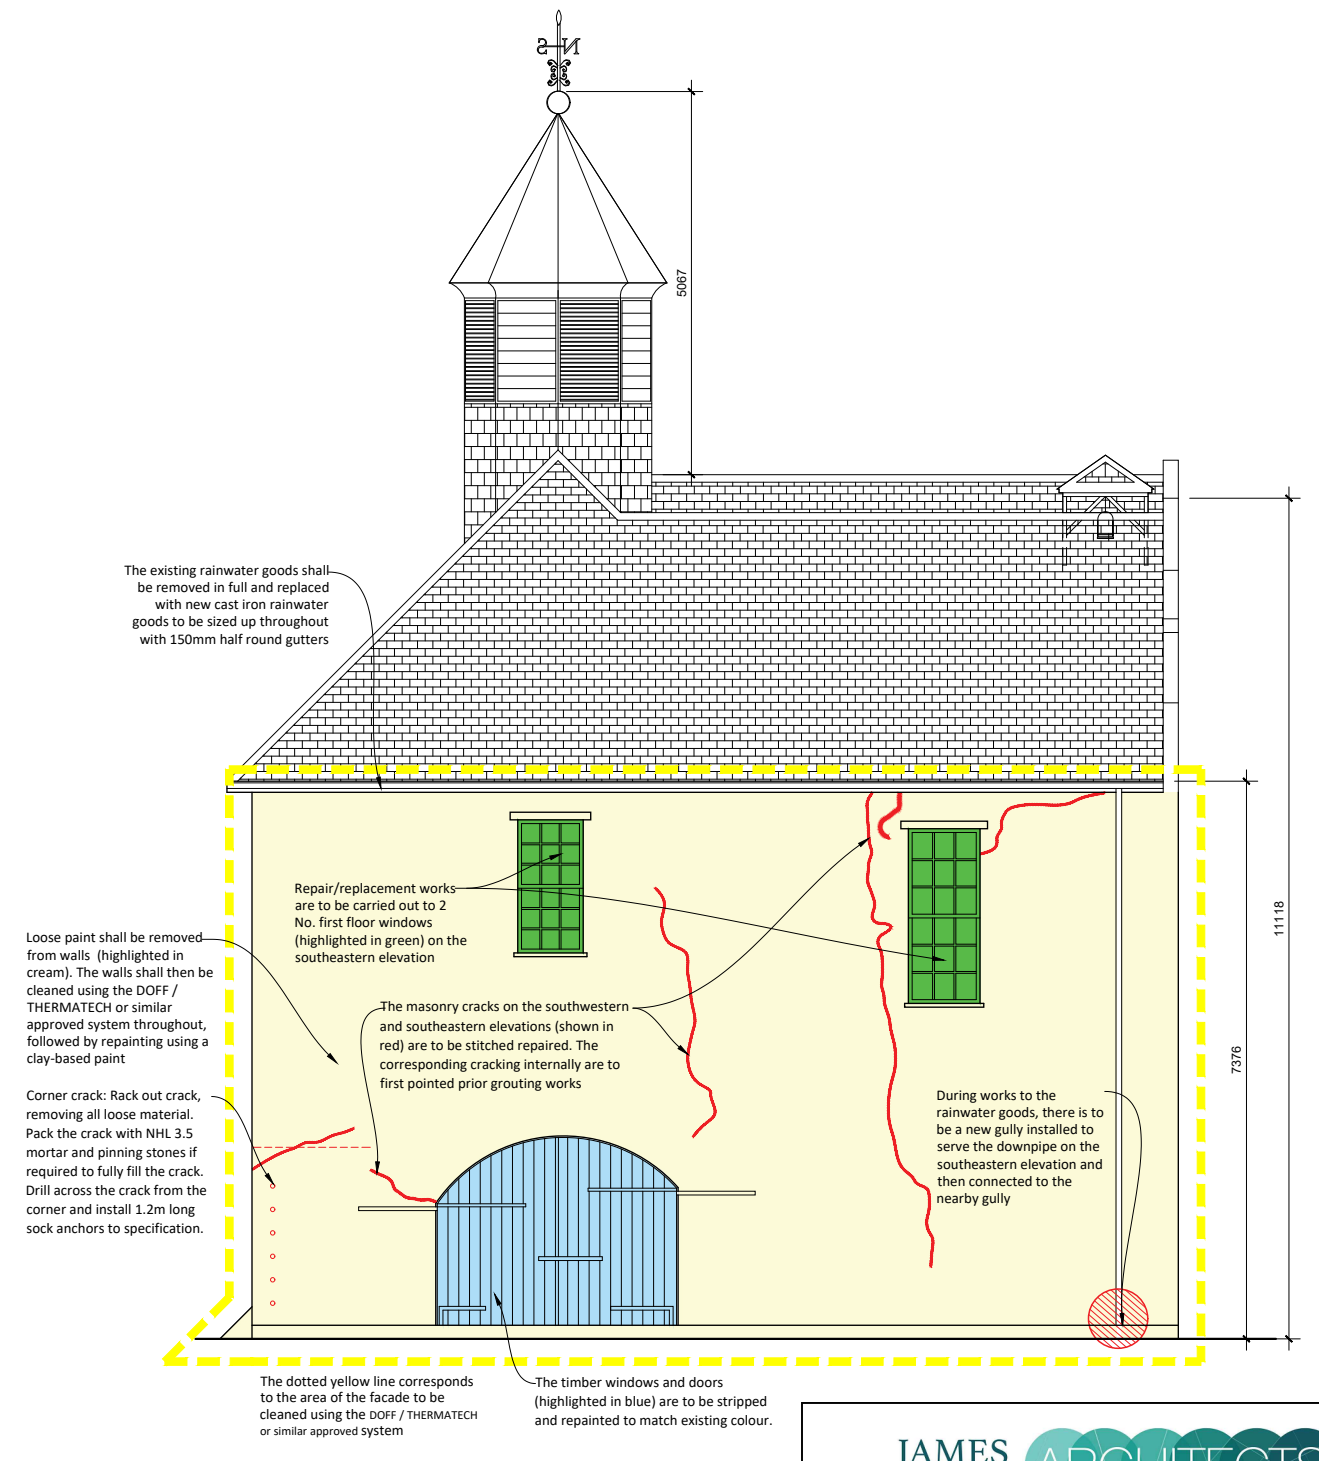 S N
5067
The existing rainwater goods shall
be removed in full and replaced
with new cast iron rainwater
goods to be sized up throughout
with 150mm half round gutters
11118
Repair/replacement works
are to be carried out to 2
No. first floor windows
(highlighted in green) on the
southeastern elevation
Loose paint shall be removed
from walls (highlighted in
cream). The walls shall then be
cleaned using the DOFF /
THERMATECH or similar
approved system throughout,
followed by repainting using a
clay-based paint
The masonry cracks on the southwestern
and southeastern elevations (shown in
red) are to be stitched repaired. The
corresponding cracking internally are to
first pointed prior grouting works
7376
Corner crack: Rack out crack,
removing all loose material.
Pack the crack with NHL 3.5
mortar and pinning stones if
required to fully fill the crack.
Drill across the crack from the
corner and install 1.2m long
sock anchors to specification.
During works to the
rainwater goods, there is to
be a new gully installed to
serve the downpipe on the
southeastern elevation and
then connected to the
nearby gully
The dotted yellow line corresponds
to the area of the facade to be
cleaned using the DOFF / THERMATECH
or similar approved system
The timber windows and doors
(highlighted in blue) are to be stripped
and repainted to match existing colour.
JAMES
ARCHITECTS